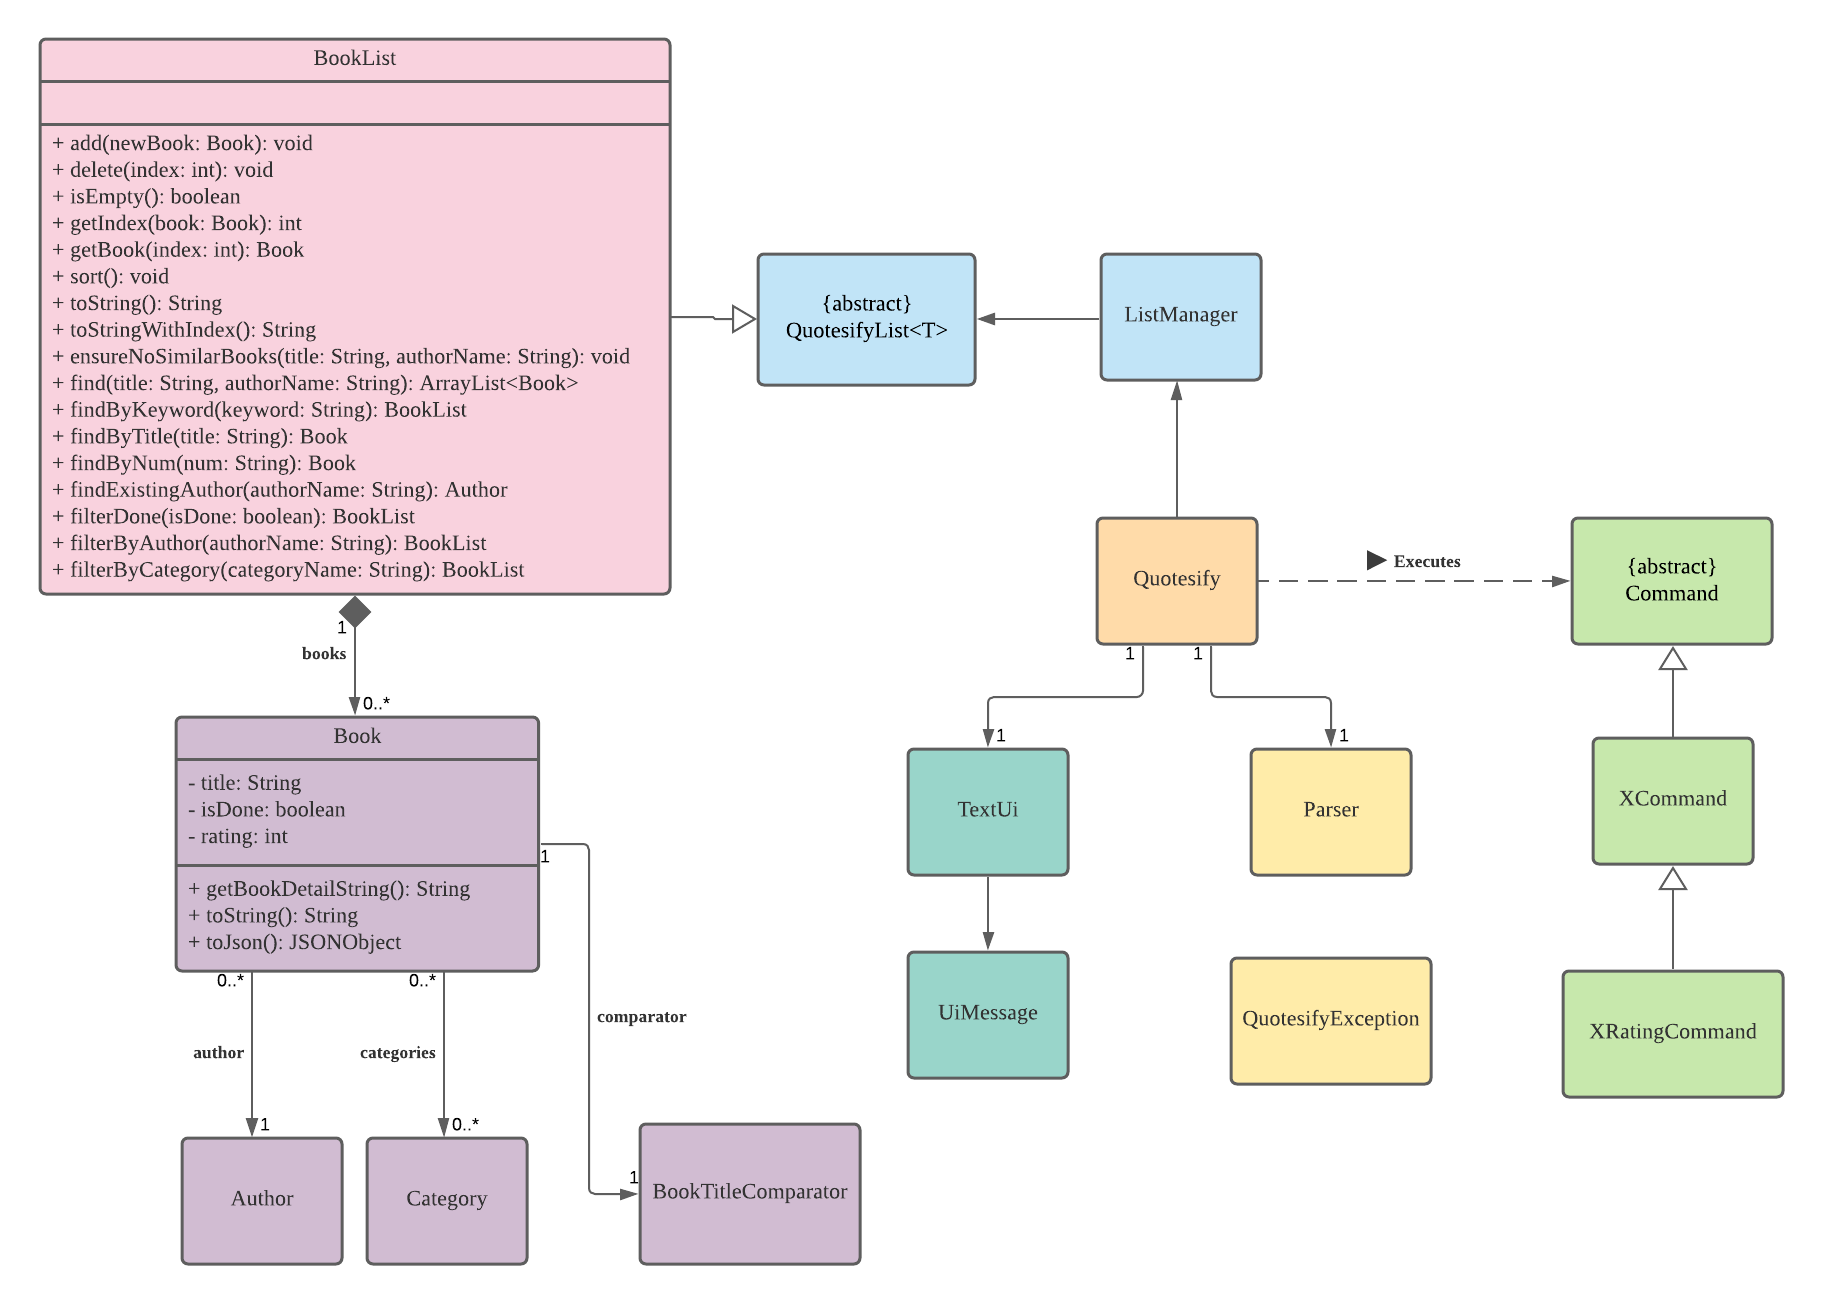 BookList
+ add(newBook: Book): void
+ delete(index: int): void
+ isEmpty(): boolean
+ getIndex(book: Book): int
+ getBook(index: int): Book
+ sort(): void
+ toString(): String
+ toStringWithIndex(): String
+ ensureNoSimilarBooks(title: String, authorName: String): void
+ find(title: String, authorName: String): ArrayList<Book>
+ findByKeyword(keyword: String): BookList
+ findByTitle(title: String): Book
+ findByNum(num: String): Book
+ findExistingAuthor(authorName: String): Author
+ filterDone(isDone: boolean): BookList
+ filterByAuthor(authorName: String): BookList
+ filterByCategory(categoryName: String): BookList
{abstract}
QuotesifyList<T>
ListManager
Quotesify
Executes
{abstract}
Command
1
books
0..*
Book
- title: String
- isDone: boolean
- rating: int
+ getBookDetailString(): String
+ toString(): String
+ toJson(): JSONObject
1
comparator
1
BookTitleComparator
0..*
author
1
Author
0..*
categories
0..*
Category
1
1
TextUi
UiMessage
1
1
Parser
QuotesifyException
XCommand
XRatingCommand